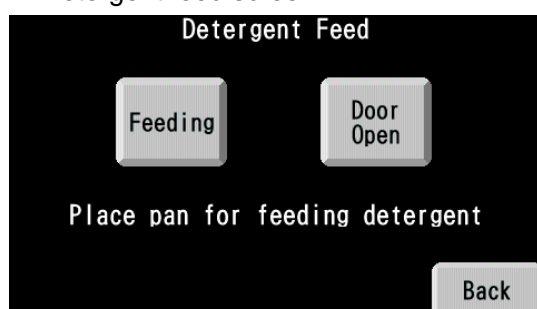 Detergent Feed
Feeding
Door
Open
Place pan for feeding detergent
Back